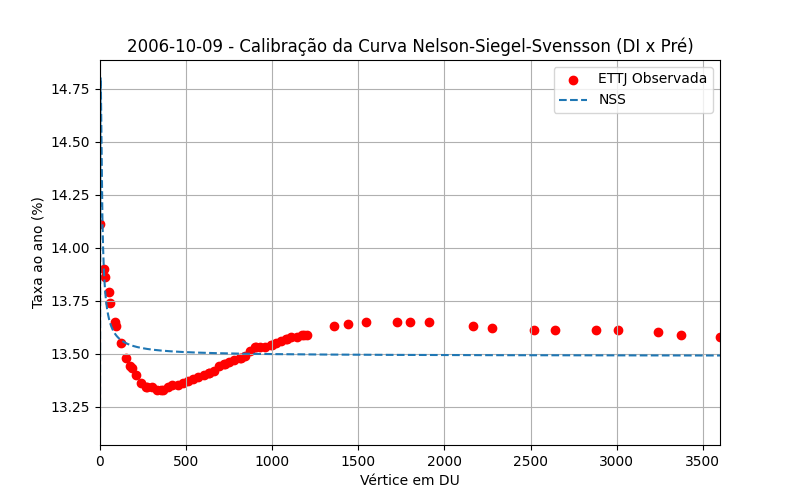 2006-10-09 - Calibração da Curva Nelson-Siegel-Svensson (DI x Pré)
ETTJ Observada
NSS
Taxa ao ano (%)
14.75
14.50
14.25
14.00
13.75
13.50
13.25
0 500 1000 1500 2000 2500 3000 3500
Vértice em DU